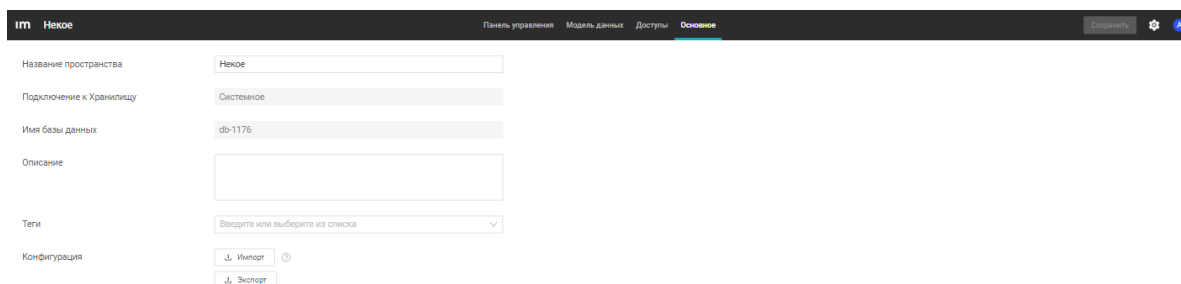 ım Некое Панель управления Модель данных Доступы Основное Сохранить A
Название пространства Некое
Подключение к Хранилищу Системное
Имя базы данных db-1176
Описание
Теги Введите или выберите из списка
Конфигурация Импорт ?
Экспорт